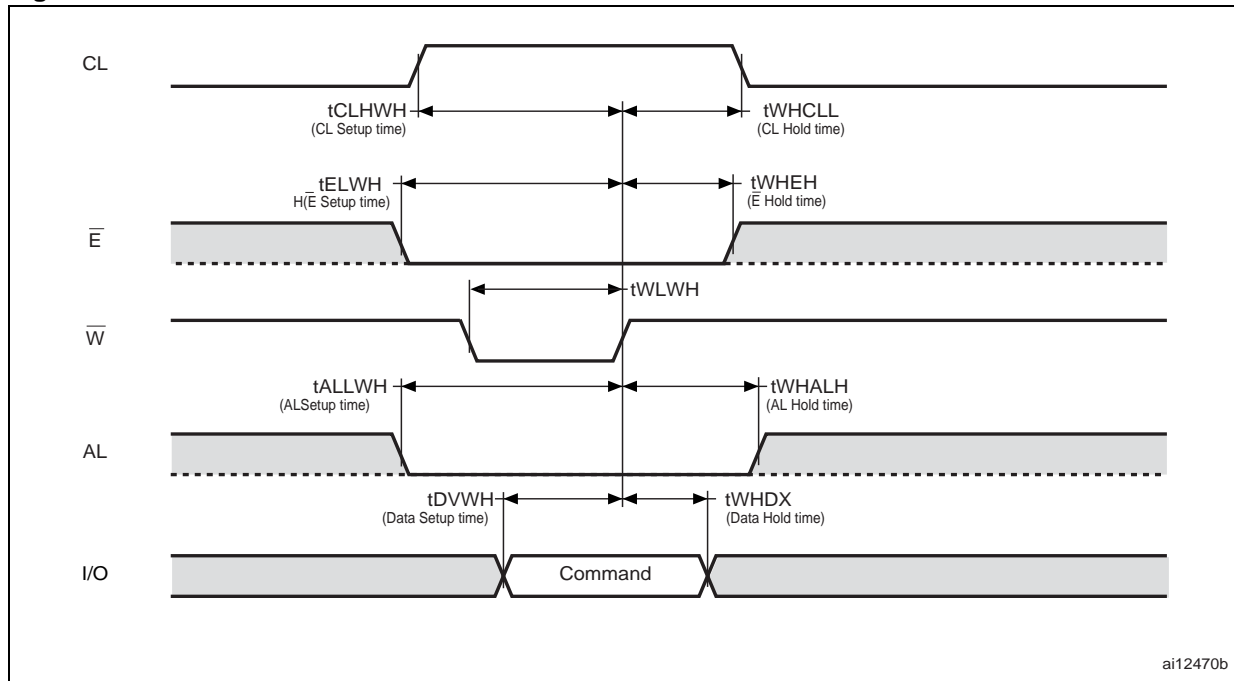 CL
tCLHWH
(CL Setup time)
tWHCLL
(CL Hold time)
tELWH
H(E̅ Setup time)
tWHEH
(E̅ Hold time)
E̅
tWLWH
W̅
tALLWH
(ALSetup time)
tWHALH
(AL Hold time)
AL
tDVWH
(Data Setup time)
tWHDX
(Data Hold time)
I/O
Command
ai12470b